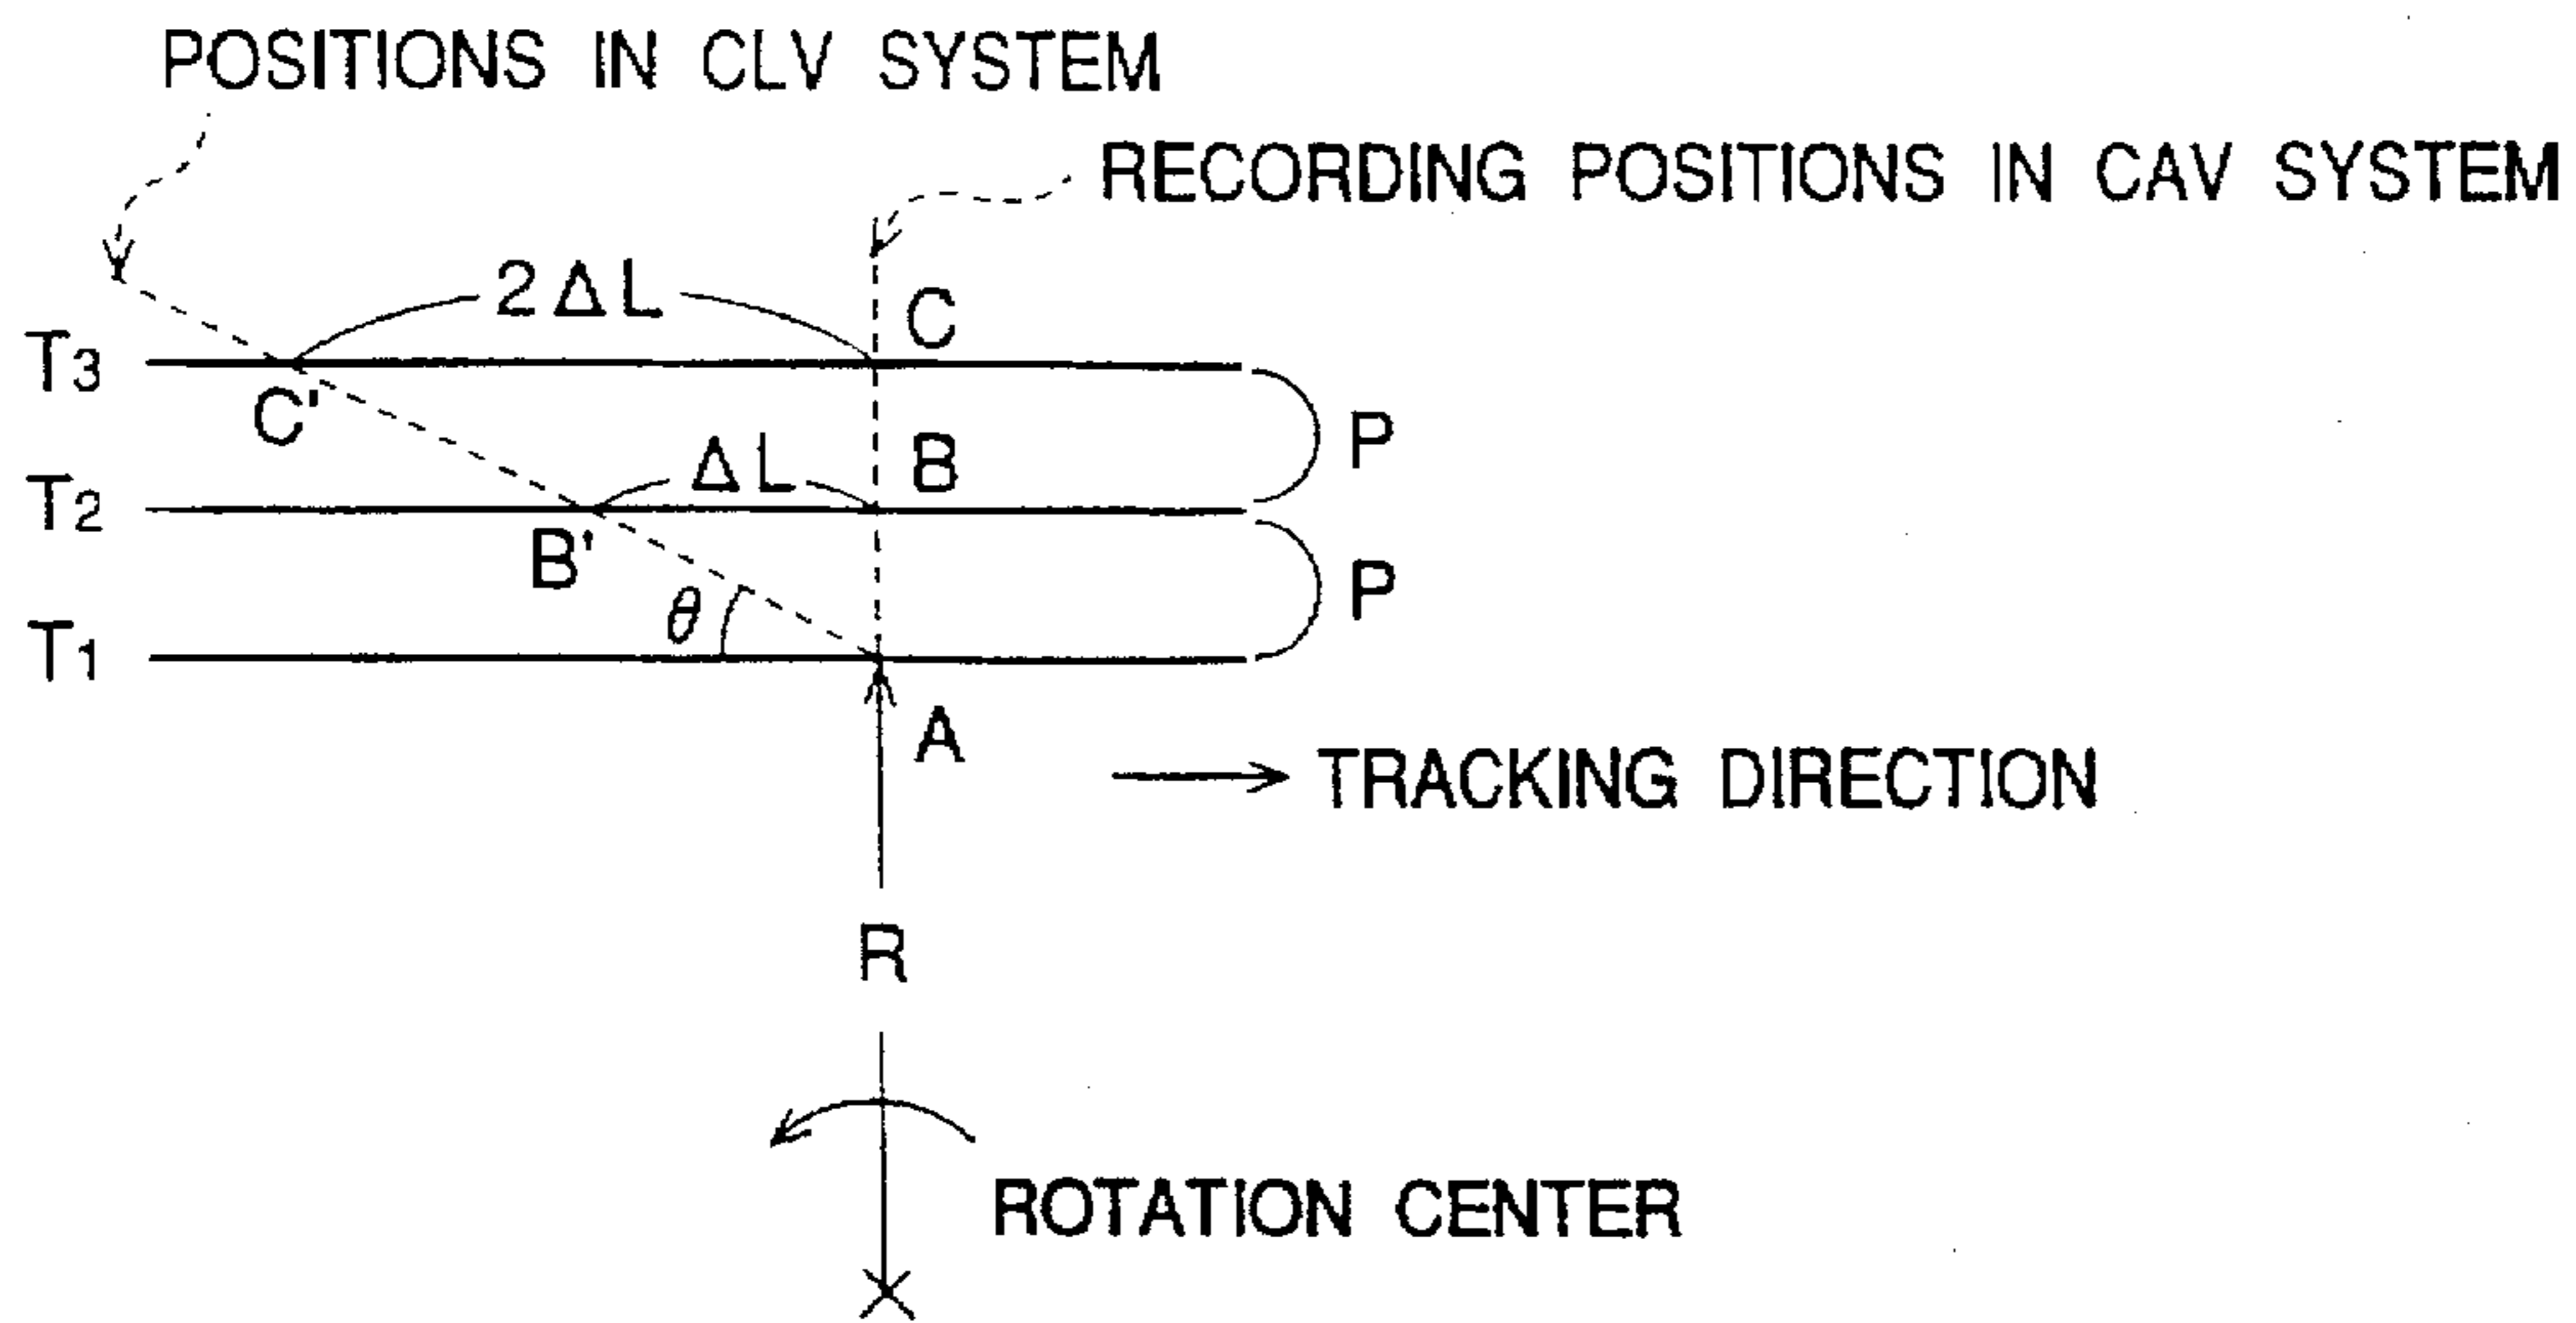 POSITIONS IN CLV SYSTEM
RECORDING POSITIONS IN CAV SYSTEM
2ΔL
C
T3
C'
P
ΔL
B
T2
B'
P
θ
T1
A
TRACKING DIRECTION
R
ROTATION CENTER